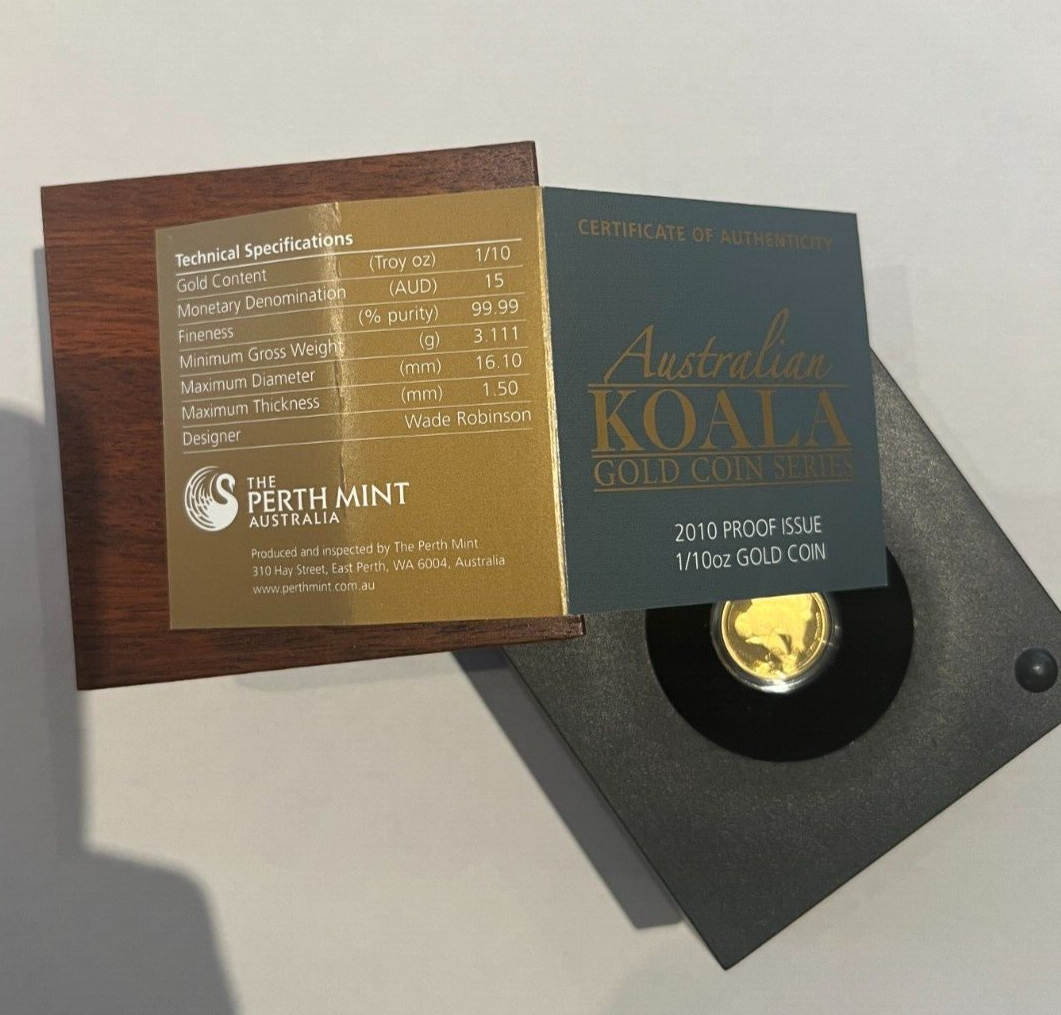 Technical Specifications
Gold Content (Troy oz) 1/10
Monetary Denomination (AUD) 15
Fineness (% purity) 99.99
Minimum Gross Weight (g) 3.111
Maximum Diameter (mm) 16.10
Maximum Thickness (mm) 1.50
Designer Wade Robinson
THE
PERTH MINT
AUSTRALIA
Produced and inspected by The Perth Mint
310 Hay Street, East Perth, WA 6004, Australia
www.perthmint.com.au
CERTIFICATE OF AUTHENTICITY
Australian
KOALA
GOLD COIN SERIES
2010 PROOF ISSUE
1/10oz GOLD COIN